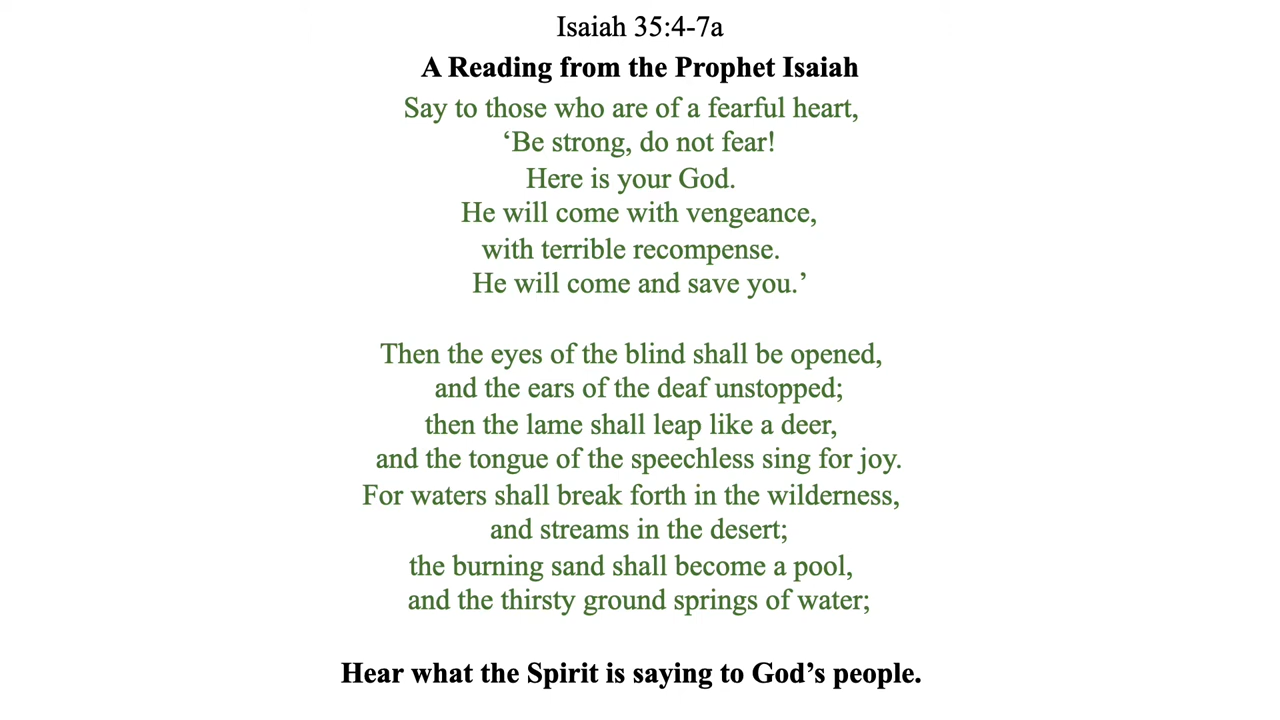 Isaiah 35:4-7a
A Reading from the Prophet Isaiah
Say to those who are of a fearful heart,
‘Be strong, do not fear!
Here is your God.
He will come with vengeance,
with terrible recompense.
He will come and save you.’
Then the eyes of the blind shall be opened,
and the ears of the deaf unstopped;
then the lame shall leap like a deer,
and the tongue of the speechless sing for joy.
For waters shall break forth in the wilderness,
and streams in the desert;
the burning sand shall become a pool,
and the thirsty ground springs of water;
Hear what the Spirit is saying to God’s people.